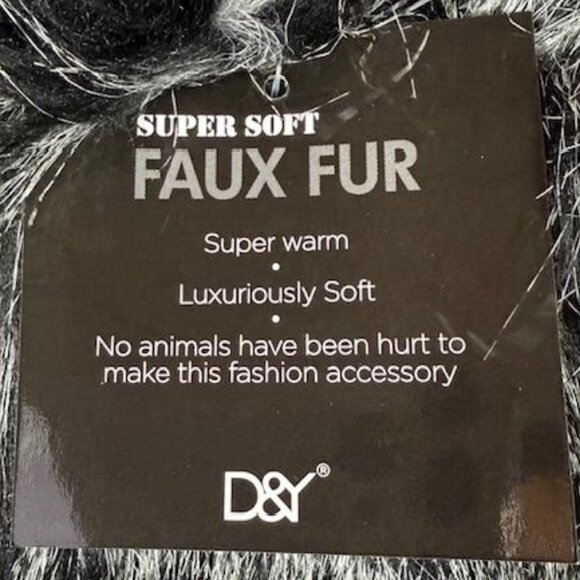 SUPER SOFT
FAUX FUR
Super warm
•
Luxuriously Soft
•
No animals have been hurt to
make this fashion accessory
D&Y®